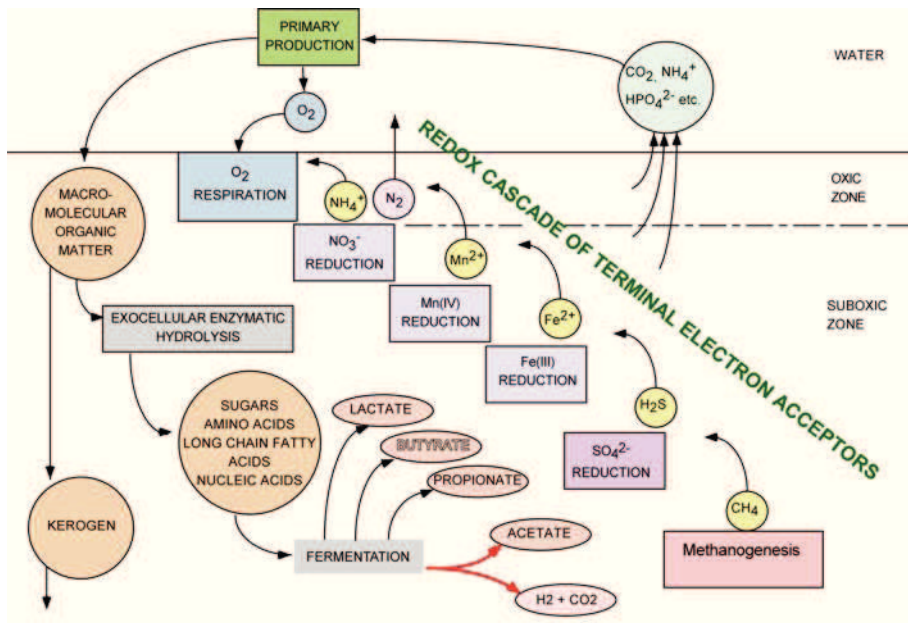 PRIMARY
PRODUCTION
WATER
CO2, NH4+
HPO42- etc.
O2
REDOX CASCADE OF TERMINAL ELECTRON ACCEPTORS
O2
RESPIRATION
OXIC
ZONE
MACRO-
MOLECULAR
ORGANIC
MATTER
NH4+
N2
NO3-
REDUCTION
Mn2+
Mn(IV)
REDUCTION
SUBOXIC
ZONE
EXOCELLULAR ENZYMATIC
HYDROLYSIS
Fe2+
Fe(III)
REDUCTION
SUGARS
AMINO ACIDS
LONG CHAIN FATTY
ACIDS
NUCLEIC ACIDS
LACTATE
BUTYRATE
PROPIONATE
H2S
SO42-
REDUCTION
KEROGEN
FERMENTATION
ACETATE
H2 + CO2
CH4
Methanogenesis